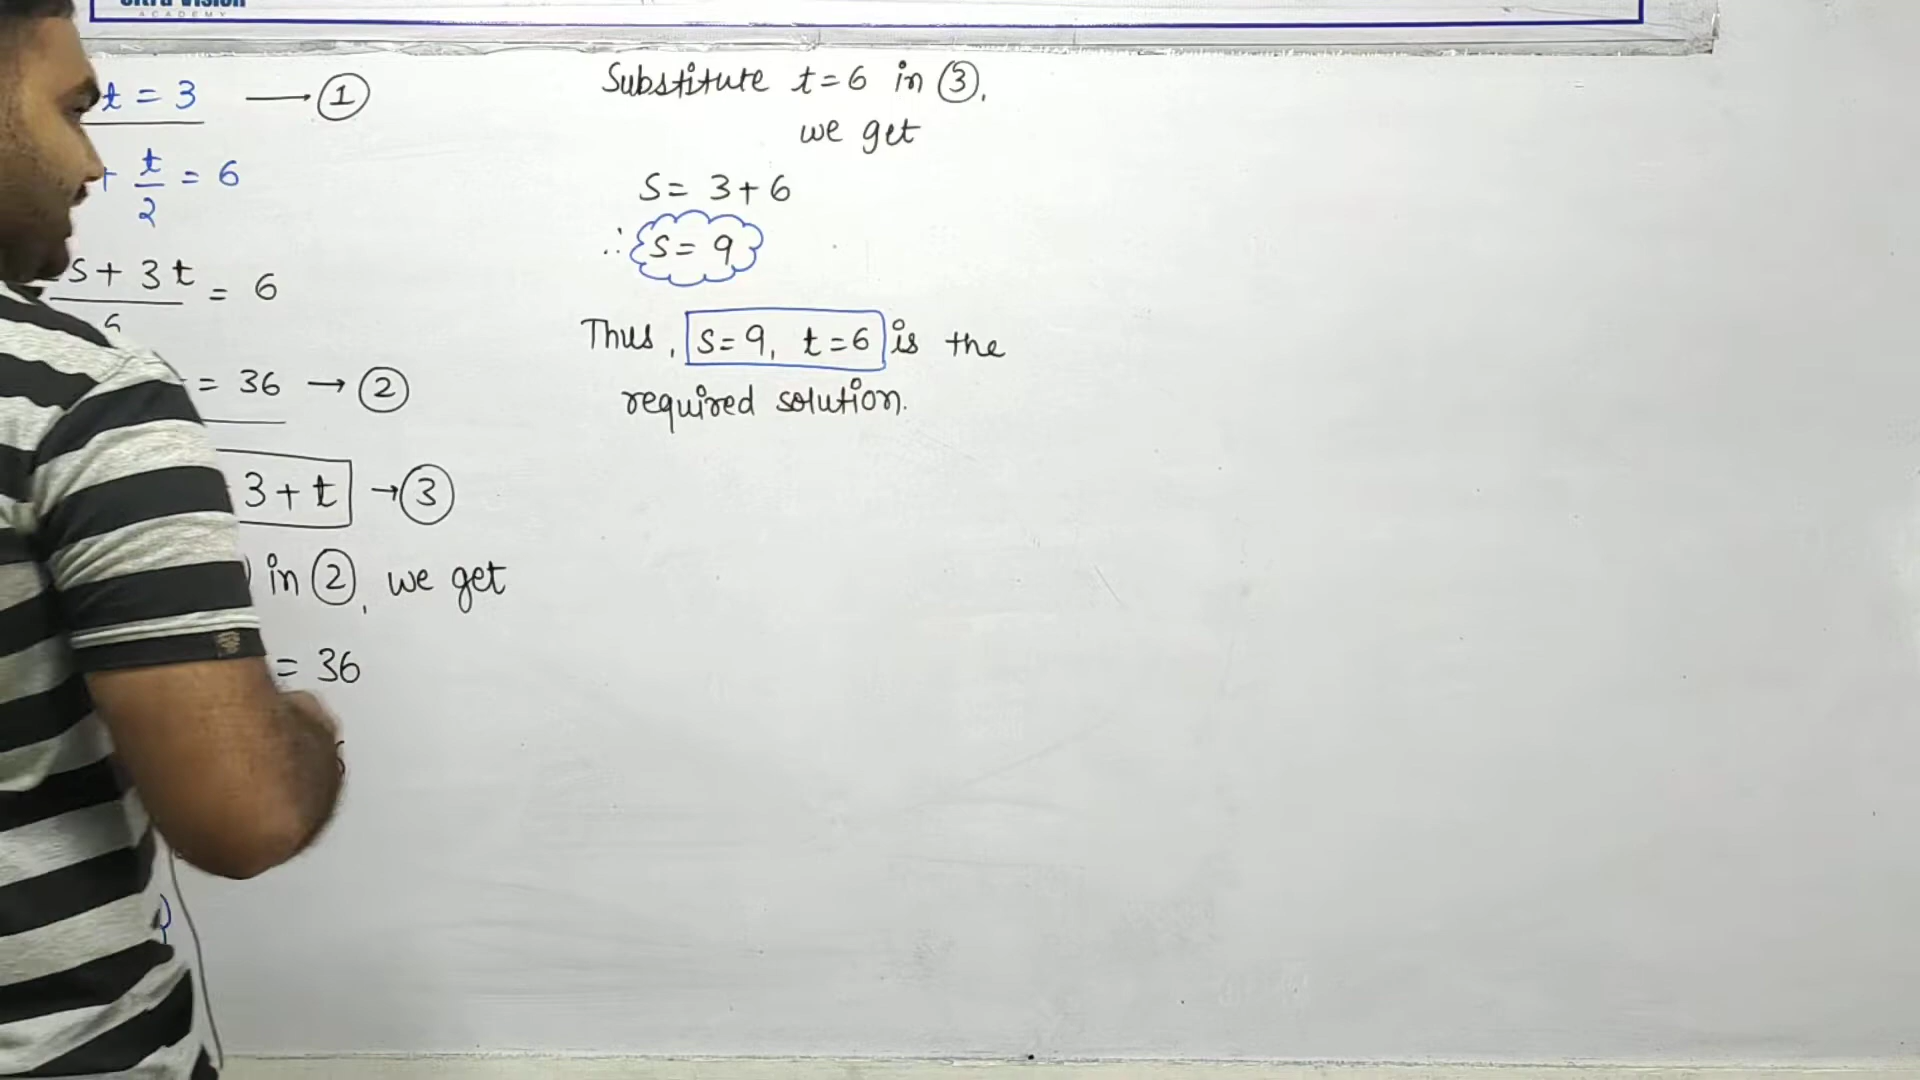 ACADEMY
t = 3 ⟶ ①
+ t/2 = 6
s + 3t = 6
= 36 → ②
3 + t → ③
in ②, we get
= 36
Substitute t = 6 in ③,
we get
S = 3 + 6
∴ S = 9
Thus, S = 9, t = 6 is the
required solution.